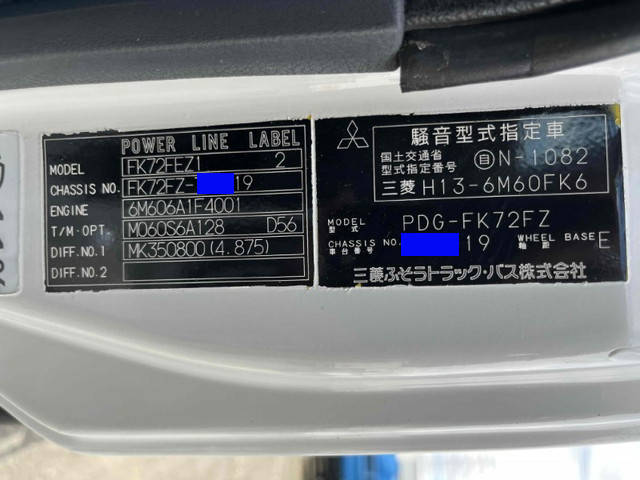 POWER LINE LABEL
MODEL FK72FEZ1 2
CHASSIS NO. FK72FZ- 19
ENGINE 6M606A1F4001
T/M・OPT. M060S6A128 D56
DIFF.NO.1 MK350800(4.875)
DIFF.NO.2
騒音型式指定車
国土交通省
型式指定番号 自 N-1082
三菱 H13-6M60FK6
MODEL
型式 PDG-FK72FZ
CHASSIS NO.
車台番号 19 WHEEL BASE
軸距 E
三菱ふそうトラック・バス株式会社